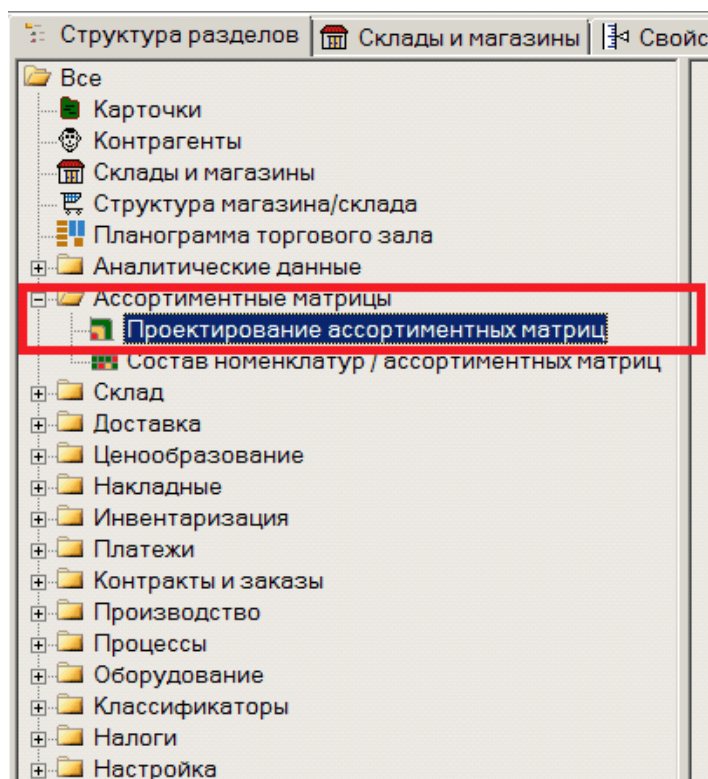 Структура разделов Склады и магазины Свойс
Все
Карточки
Контрагенты
Склады и магазины
Структура магазина/склада
Планограмма торгового зала
Аналитические данные
Ассортиментные матрицы
Проектирование ассортиментных матриц
Состав номенклатур / ассортиментных матриц
Склад
Доставка
Ценообразование
Накладные
Инвентаризация
Платежи
Контракты и заказы
Производство
Процессы
Оборудование
Классификаторы
Налоги
Настройка